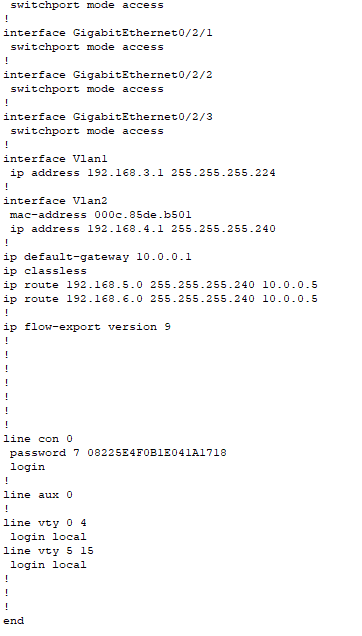 switchport mode access
!
interface GigabitEthernet0/2/1
 switchport mode access
!
interface GigabitEthernet0/2/2
 switchport mode access
!
interface GigabitEthernet0/2/3
 switchport mode access
!
interface Vlan1
 ip address 192.168.3.1 255.255.255.224
!
interface Vlan2
 mac-address 000c.85de.b501
 ip address 192.168.4.1 255.255.255.240
!
ip default-gateway 10.0.0.1
ip classless
ip route 192.168.5.0 255.255.255.240 10.0.0.5
ip route 192.168.6.0 255.255.255.240 10.0.0.5
!
ip flow-export version 9
!
!
!
!
!
!
!
line con 0
 password 7 08225E4F0B1E041A1718
 login
!
line aux 0
!
line vty 0 4
 login local
line vty 5 15
 login local
!
!
!
end